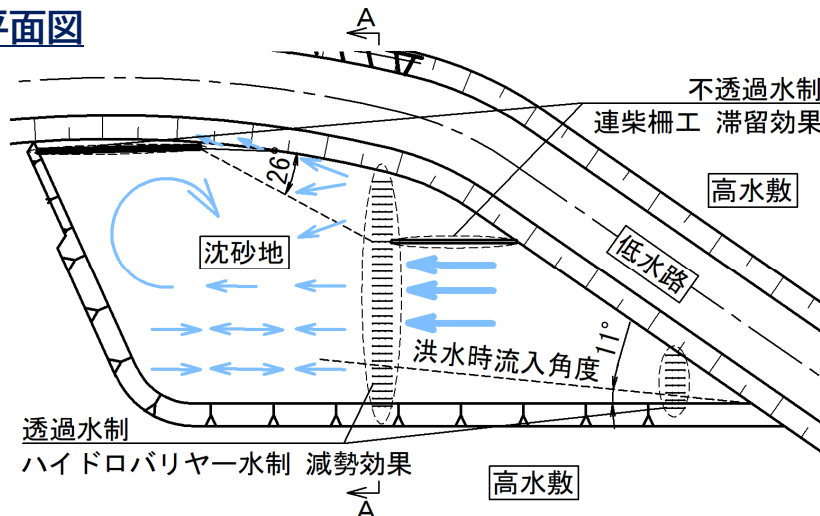 平面図
A
不透過水制
連柴柵工 滞留効果
高水敷
26°
沈砂地
低水路
11°
洪水時流入角度
透過水制
ハイドロバリヤー水制 減勢効果
高水敷
A